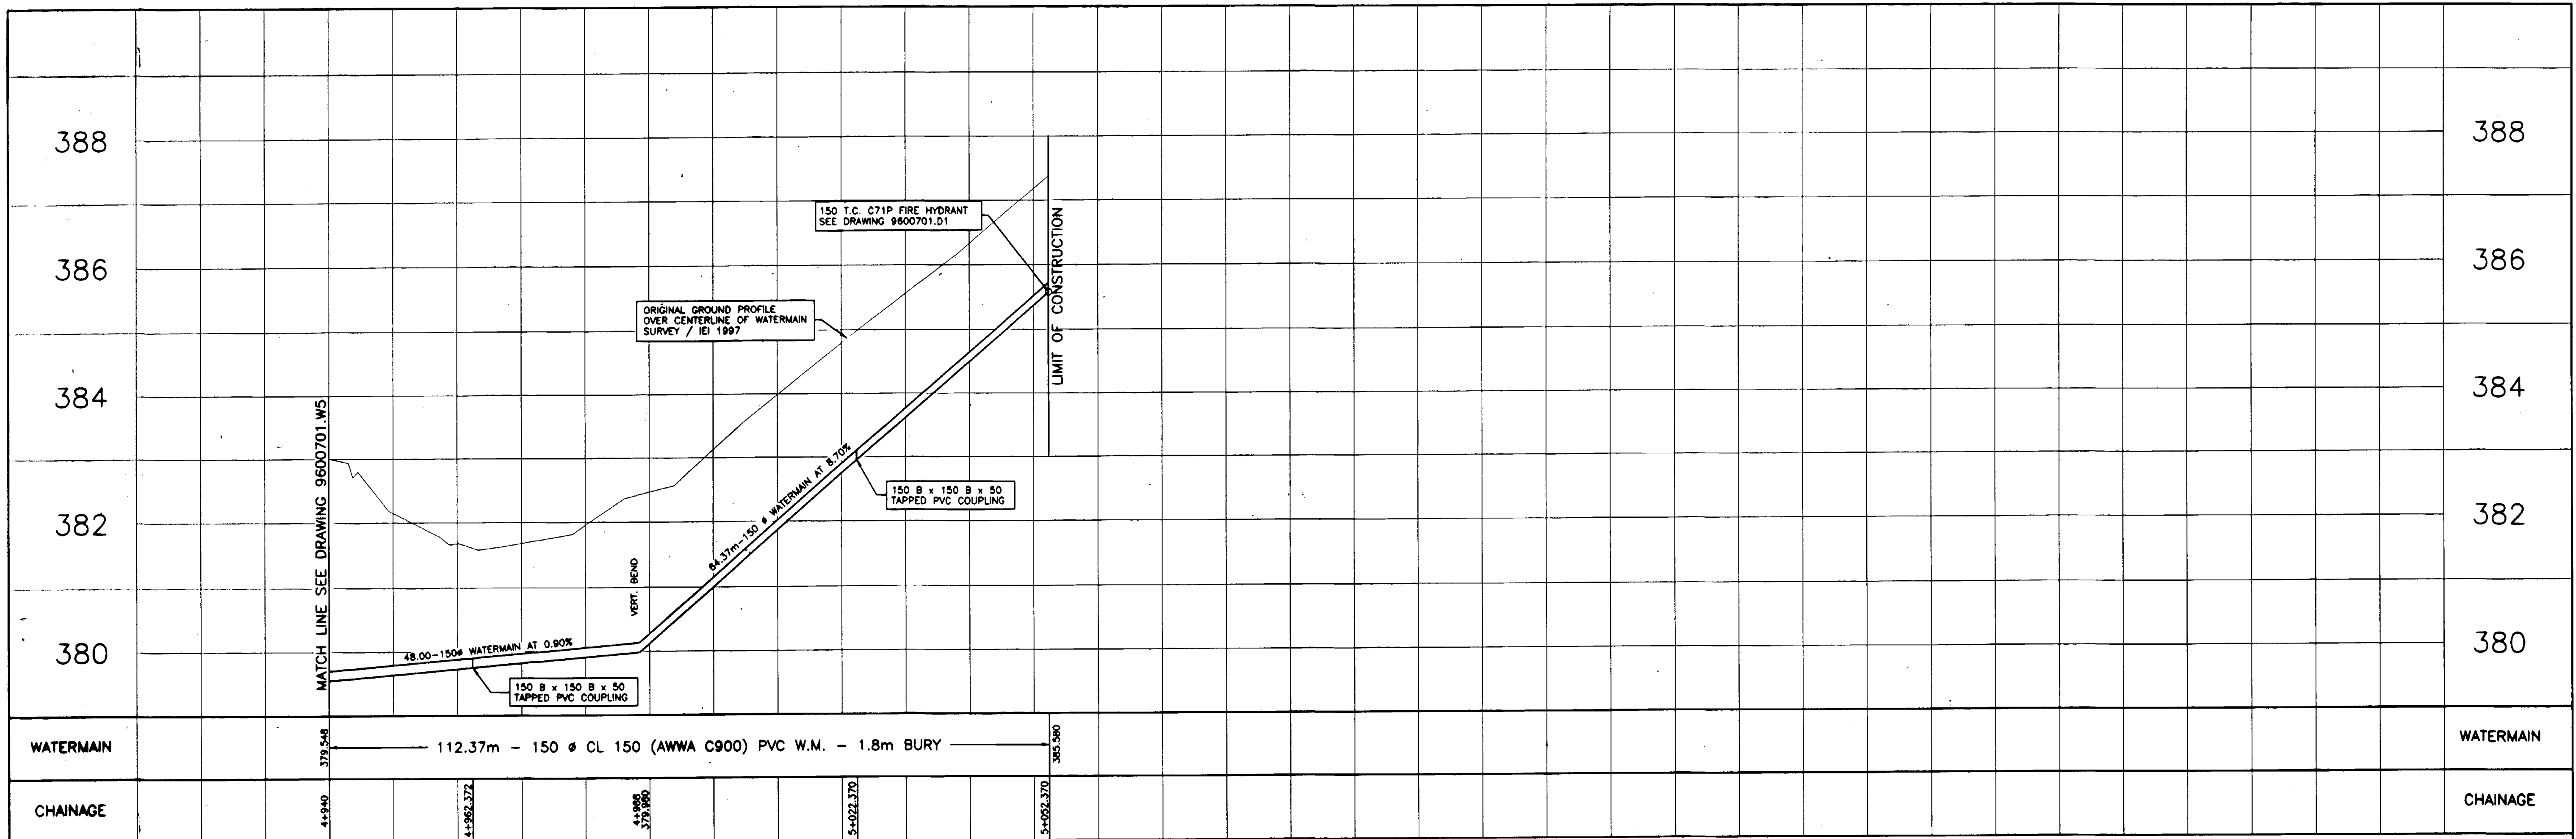 388
386
384
382
380
388
386
384
382
380
150 T.C. C71P FIRE HYDRANT
SEE DRAWING 9600701.D1
LIMIT OF CONSTRUCTION
ORIGINAL GROUND PROFILE
OVER CENTERLINE OF WATERMAIN
SURVEY / IEI 1997
MATCH LINE SEE DRAWING 9600701.W5
64.37m-150 ø WATERMAIN AT 8.70%
150 B x 150 B x 50
TAPPED PVC COUPLING
VERT. BEND
48.00-150ø WATERMAIN AT 0.90%
150 B x 150 B x 50
TAPPED PVC COUPLING
WATERMAIN
379.548
112.37m - 150 ø CL 150 (AWWA C900) PVC W.M. - 1.8m BURY
385.580
WATERMAIN
CHAINAGE
4+940
4+962.372
4+988
379.980
5+022.370
5+052.370
CHAINAGE